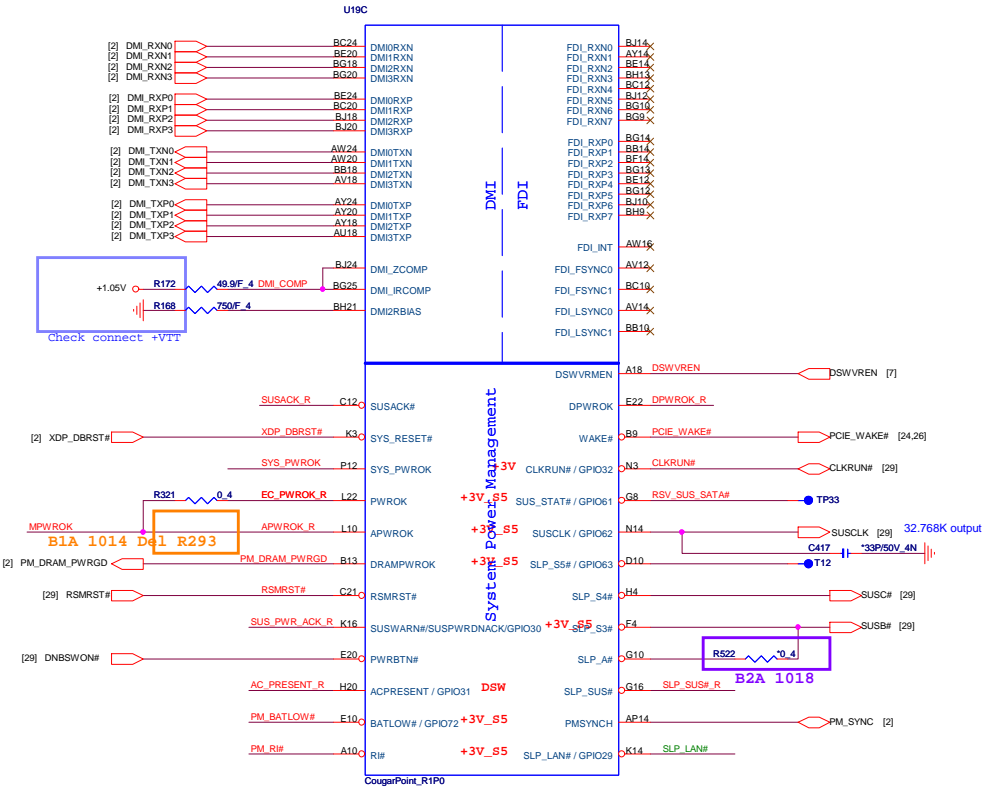 U19C
[2] DMI_RXN0 BC24 DMI0RXN FDI_RXN0 BJ14
[2] DMI_RXN1 BE20 DMI1RXN FDI_RXN1 AY14
[2] DMI_RXN2 BG18 DMI2RXN FDI_RXN2 BE14
[2] DMI_RXN3 BG20 DMI3RXN FDI_RXN3 BH13
FDI_RXN4 BC12
[2] DMI_RXP0 BE24 DMI0RXP FDI_RXN5 BJ12
[2] DMI_RXP1 BC20 DMI1RXP FDI_RXN6 BG10
[2] DMI_RXP2 BJ18 DMI2RXP FDI_RXN7 BG9
[2] DMI_RXP3 BJ20 DMI3RXP
FDI_RXP0 BG14
[2] DMI_TXN0 AW24 DMI0TXN FDI_RXP1 BB14
[2] DMI_TXN1 AW20 DMI1TXN FDI_RXP2 BF14
[2] DMI_TXN2 BB18 DMI2TXN FDI_RXP3 BG13
[2] DMI_TXN3 AV18 DMI3TXN FDI_RXP4 BE12
FDI_RXP5 BG12
[2] DMI_TXP0 AY24 DMI0TXP FDI_RXP6 BJ10
[2] DMI_TXP1 AY20 DMI1TXP FDI_RXP7 BH9
[2] DMI_TXP2 AY18 DMI2TXP
[2] DMI_TXP3 AU18 DMI3TXP
DMI
FDI
FDI_INT AW16
BJ24 DMI_ZCOMP FDI_FSYNC0 AV12
+1.05V R172 49.9/F_4 DMI_COMP BG25 DMI_IRCOMP FDI_FSYNC1 BC10
R168 750/F_4 BH21 DMI2RBIAS FDI_LSYNC0 AV14
Check connect +VTT
FDI_LSYNC1 BB10
System Power Management
DSWVRMEN A18 DSWVREN DSWVREN [7]
SUSACK_R C12 SUSACK# DPWROK E22 DPWROK_R
[2] XDP_DBRST# XDP_DBRST# K3 SYS_RESET# WAKE# B9 PCIE_WAKE# PCIE_WAKE# [24,26]
SYS_PWROK P12 SYS_PWROK +3V CLKRUN# / GPIO32 N3 CLKRUN# CLKRUN# [29]
R321 0_4 EC_PWROK_R L22 PWROK +3V_S5 SUS_STAT# / GPIO61 G8 RSV_SUS_SATA# TP33
MPWROK APWROK_R L10 APWROK +3V_S5 SUSCLK / GPIO62 N14 SUSCLK [29] 32.768K output
B1A 1014 Del R293
C417 *33P/50V_4N
[2] PM_DRAM_PWRGD PM_DRAM_PWRGD B13 DRAMPWROK +3V_S5 SLP_S5# / GPIO63 D10 T12
[29] RSMRST# RSMRST# C21 RSMRST# SLP_S4# H4 SUSC# [29]
SUS_PWR_ACK_R K16 SUSWARN#/SUSPWRDNACK/GPIO30 +3V_S5 SLP_S3# F4 SUSB# [29]
[29] DNBSWON# E20 PWRBTN# SLP_A# G10 R522 *0_4
B2A 1018
AC_PRESENT_R H20 ACPRESENT / GPIO31 DSW SLP_SUS# G16 SLP_SUS#_R
PM_BATLOW# E10 BATLOW# / GPIO72 +3V_S5 PMSYNCH AP14 PM_SYNC [2]
PM_RI# A10 RI# +3V_S5 SLP_LAN# / GPIO29 K14 SLP_LAN#
CougarPoint_R1P0